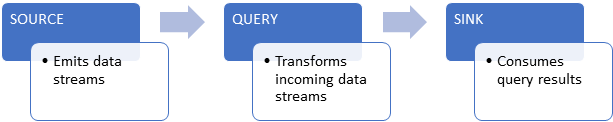 SOURCE
• Emits data
streams
QUERY
• Transforms
incoming data
streams
SINK
• Consumes
query results